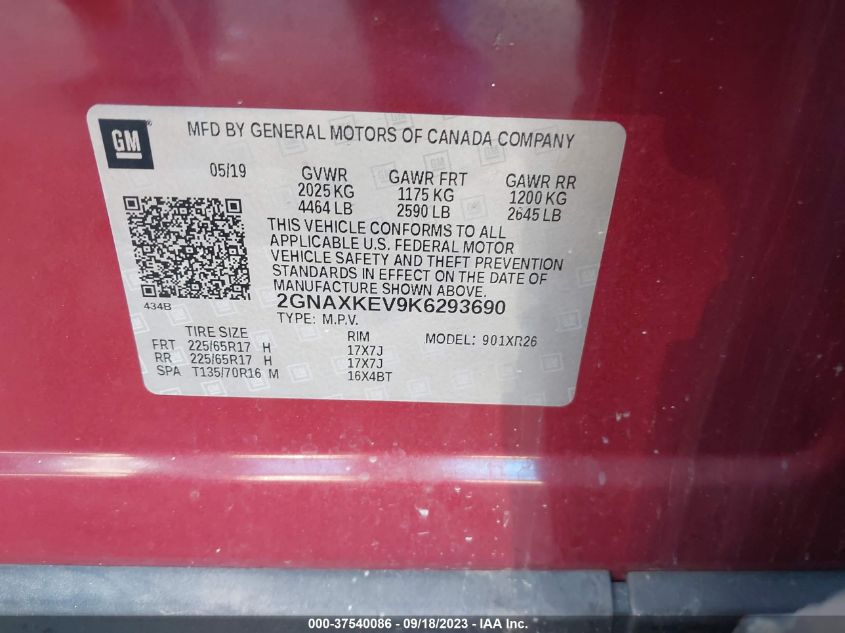 GM
MFD BY GENERAL MOTORS OF CANADA COMPANY
05/19 GVWR GAWR FRT GAWR RR
2025 KG 1175 KG 1200 KG
4464 LB 2590 LB 2645 LB
THIS VEHICLE CONFORMS TO ALL
APPLICABLE U.S. FEDERAL MOTOR
VEHICLE SAFETY AND THEFT PREVENTION
STANDARDS IN EFFECT ON THE DATE OF
MANUFACTURE SHOWN ABOVE.
434B 2GNAXKEV9K6293690
TYPE: M.P.V.
TIRE SIZE RIM MODEL: 901XR26
FRT 225/65R17 H 17X7J
RR 225/65R17 H 17X7J
SPA T135/70R16 M 16X4BT
000-37540086 - 09/18/2023 - IAA Inc.